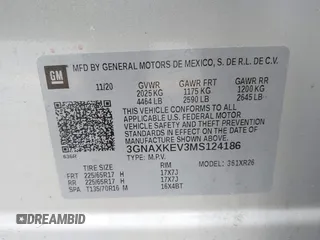 GM
MFD BY GENERAL MOTORS DE MEXICO, S. DE R.L. DE C.V.
11/20 GVWR GAWR FRT GAWR RR
2025 KG 1175 KG 1200 KG
4464 LB 2590 LB 2645 LB
THIS VEHICLE CONFORMS TO ALL APPLICABLE U.S.
FEDERAL MOTOR VEHICLE SAFETY, BUMPER, AND THEFT
PREVENTION STANDARDS IN EFFECT ON THE DATE OF
MANUFACTURE SHOWN ABOVE.
3GNAXKEV3MS124186
TYPE: M.P.V. MODEL: 1XR26
TIRE SIZE SPEED RTG RIM
FRT 225/65R17 H 17X7J
RR 225/65R17 H 17X7J
SPA T135/70R16 M 16X4BT
AUTOBIDMASTER